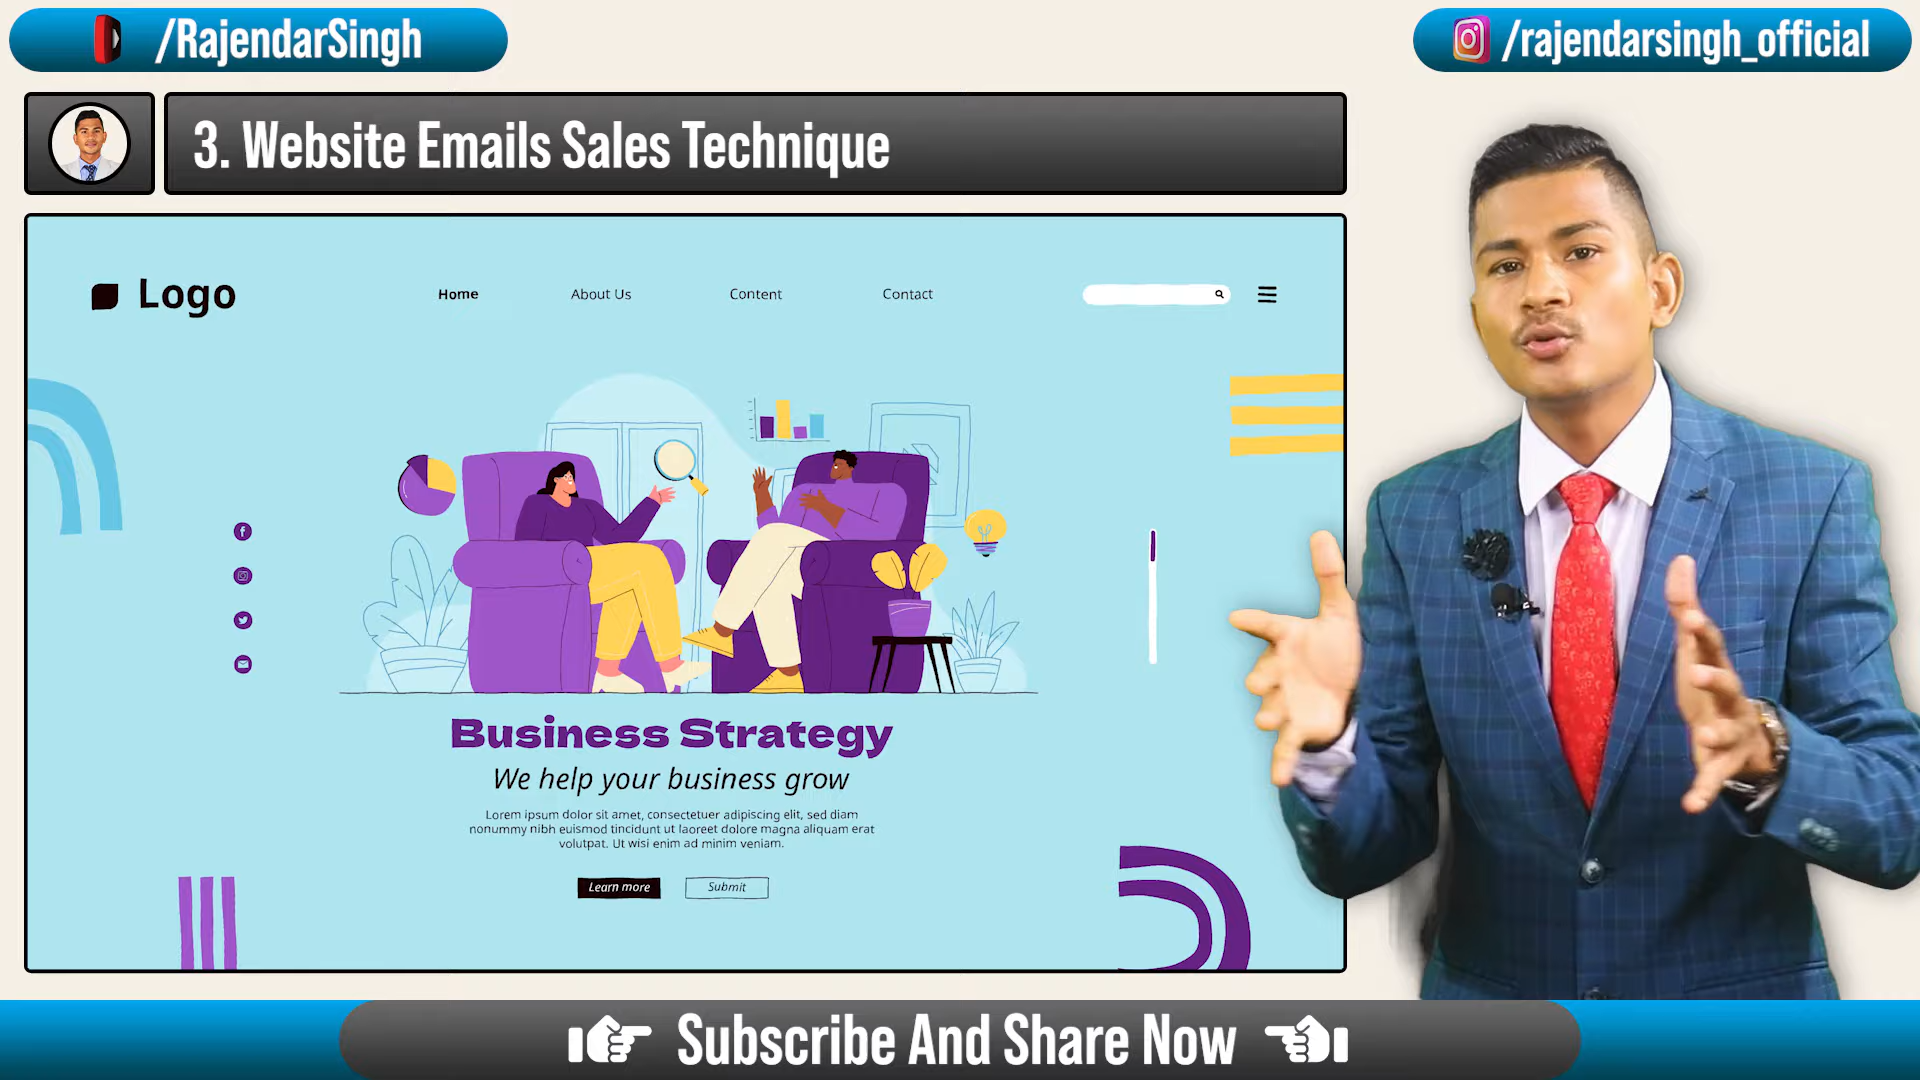 /RajendarSingh
/rajendarsingh_official
3. Website Emails Sales Technique
Logo
Home
About Us
Content
Contact
Business Strategy
We help your business grow
Lorem ipsum dolor sit amet, consectetuer adipiscing elit, sed diam
nonummy nibh euismod tincidunt ut laoreet dolore magna aliquam erat
volutpat. Ut wisi enim ad minim veniam.
Learn more
Submit
Subscribe And Share Now